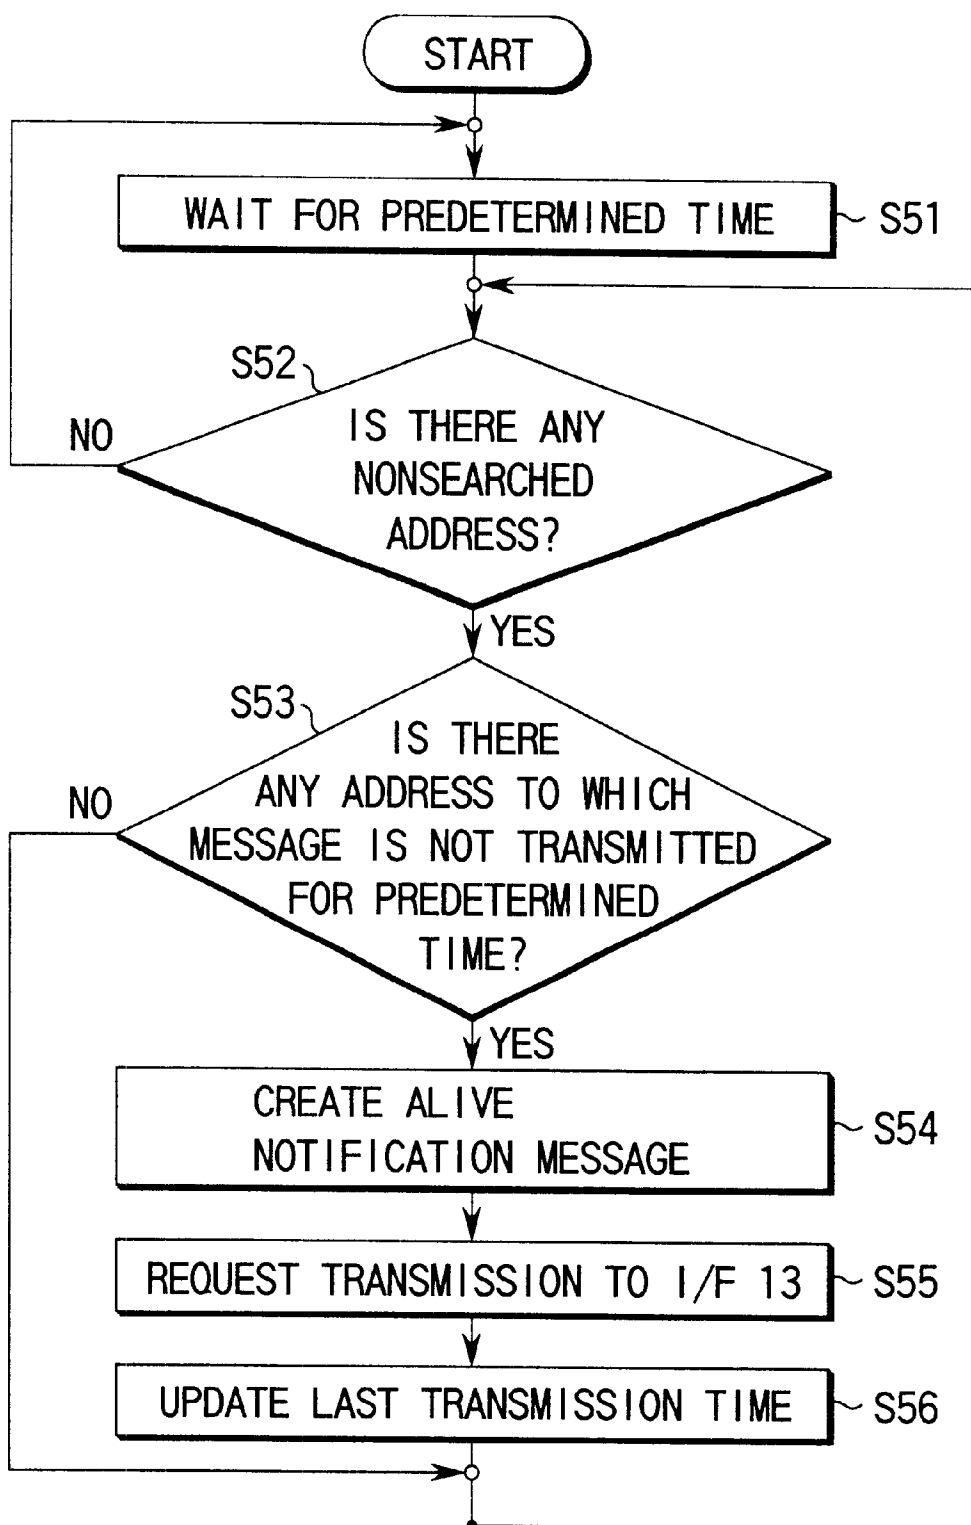 START
WAIT FOR PREDETERMINED TIME
S51
S52
NO
IS THERE ANY
NONSEARCHED
ADDRESS?
YES
S53
NO
IS THERE
ANY ADDRESS TO WHICH
MESSAGE IS NOT TRANSMITTED
FOR PREDETERMINED
TIME?
YES
CREATE ALIVE
NOTIFICATION MESSAGE
S54
REQUEST TRANSMISSION TO I/F 13
S55
UPDATE LAST TRANSMISSION TIME
S56